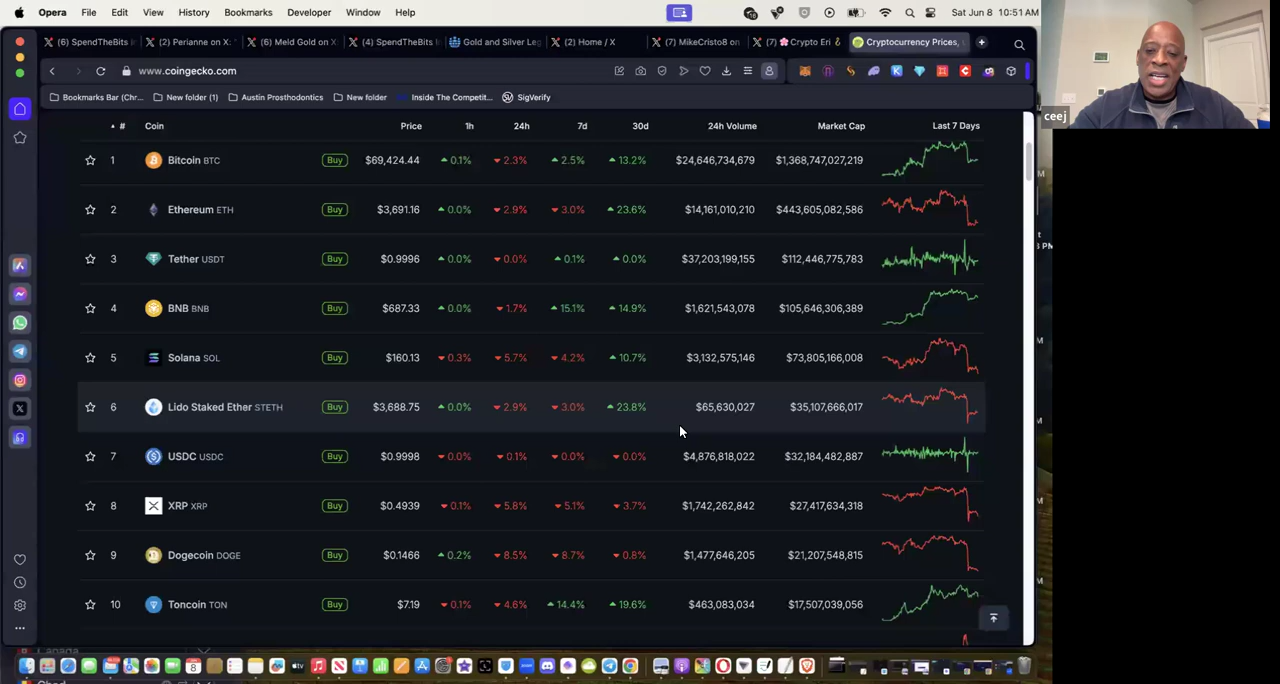 Opera File Edit View History Bookmarks Developer Window Help Sat Jun 8 10:51 AM
(6) SpendTheBits (2) Perianne on X: (6) Meld Gold on X (4) SpendTheBits Gold and Silver Leg (2) Home / X (7) MikeCristo8 on (7) 🌸 Crypto Eri Cryptocurrency Prices,
www.coingecko.com
Bookmarks Bar (Chr... New folder (1) Austin Prosthodontics New folder Inside The Competit... SigVerify
ceej
# Coin Price 1h 24h 7d 30d 24h Volume Market Cap Last 7 Days
1 Bitcoin BTC Buy $69,424.44 0.1% 2.3% 2.5% 13.2% $24,646,734,679 $1,368,747,027,219
2 Ethereum ETH Buy $3,691.16 0.0% 2.9% 3.0% 23.6% $14,161,010,210 $443,605,082,586
3 Tether USDT Buy $0.9996 0.0% 0.0% 0.1% 0.0% $37,203,199,155 $112,446,775,783
4 BNB BNB Buy $687.33 0.0% 1.7% 15.1% 14.9% $1,621,543,078 $105,646,306,389
5 Solana SOL Buy $160.13 0.3% 5.7% 4.2% 10.7% $3,132,575,146 $73,805,166,008
6 Lido Staked Ether STETH Buy $3,688.75 0.0% 2.9% 3.0% 23.8% $65,630,027 $35,107,666,017
7 USDC USDC Buy $0.9998 0.0% 0.1% 0.0% 0.0% $4,876,818,022 $32,184,482,887
8 XRP XRP Buy $0.4939 0.1% 5.8% 5.1% 3.7% $1,742,262,842 $27,417,634,318
9 Dogecoin DOGE Buy $0.1466 0.2% 8.5% 8.7% 0.8% $1,477,646,205 $21,207,548,815
10 Toncoin TON Buy $7.19 0.1% 4.6% 14.4% 19.6% $463,083,034 $17,507,039,056